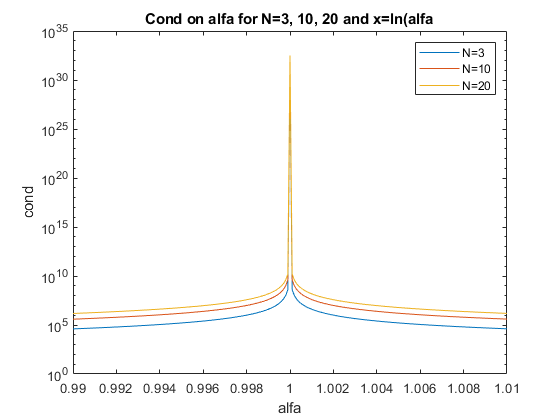 Cond on alfa for N=3, 10, 20 and x=ln(alfa
10^35
10^30
10^25
10^20
10^15
10^10
10^5
10^0
cond
N=3
N=10
N=20
0.99 0.992 0.994 0.996 0.998 1 1.002 1.004 1.006 1.008 1.01
alfa